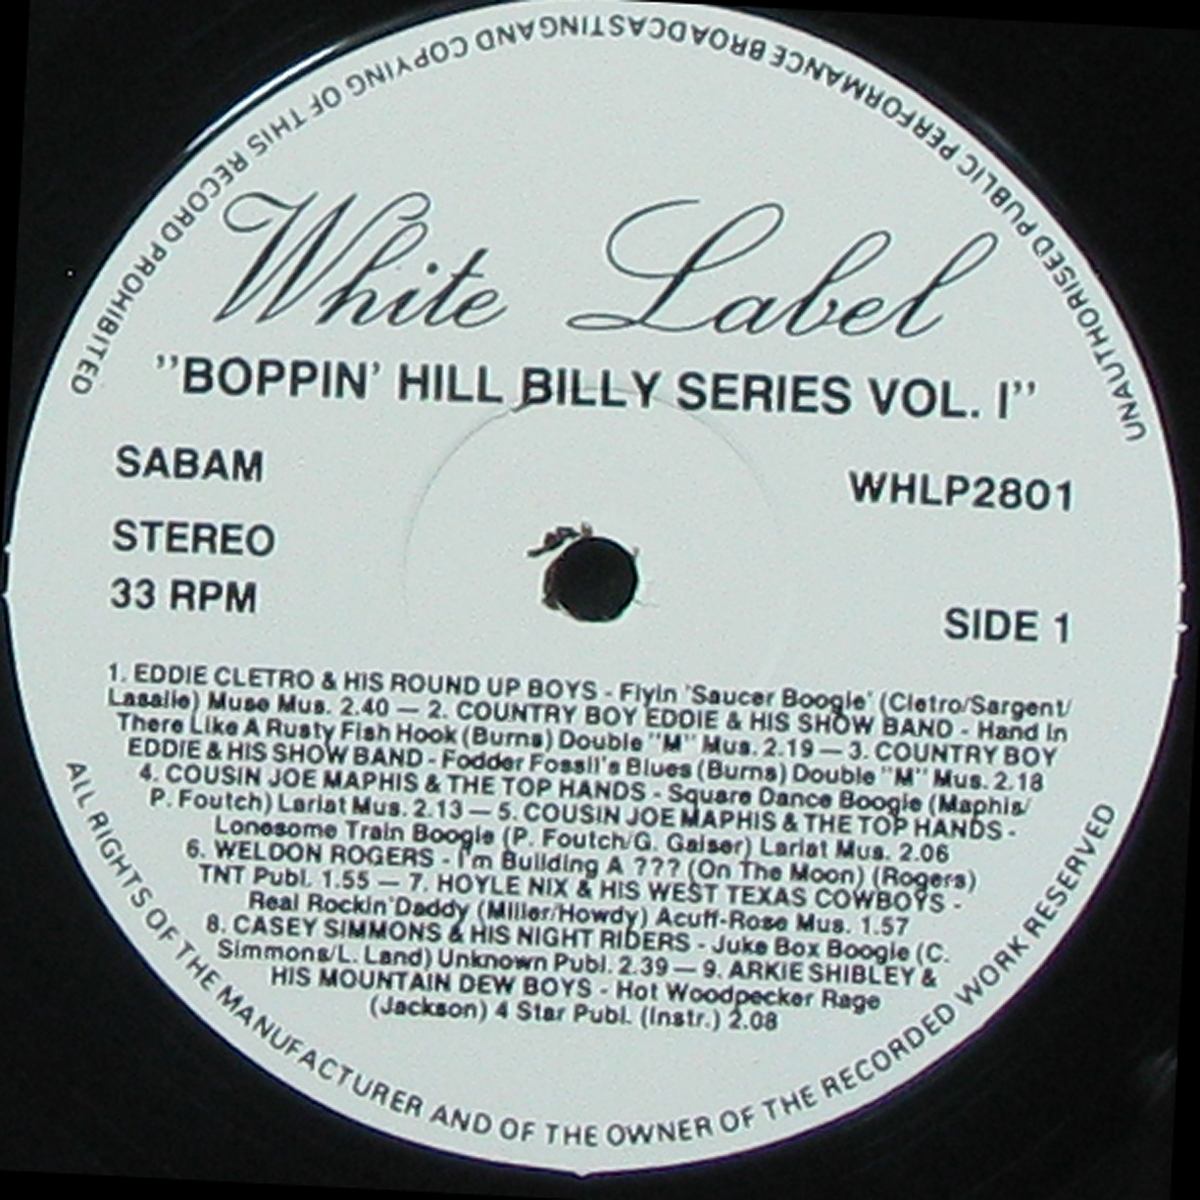 UNAUTHORISED PUBLIC PERFORMANCE BROADCASTING AND COPYING OF THIS RECORD PROHIBITED
White Label
"BOPPIN' HILL BILLY SERIES VOL. I"
SABAM
WHLP2801
STEREO
33 RPM
SIDE 1
1. EDDIE CLETRO & HIS ROUND UP BOYS - Flyin 'Saucer Boogie' (Cletro/Sargent/
Lasalle) Muse Mus. 2.40 — 2. COUNTRY BOY EDDIE & HIS SHOW BAND - Hand In
There Like A Rusty Fish Hook (Burns) Double "M" Mus. 2.19 — 3. COUNTRY BOY
EDDIE & HIS SHOW BAND - Fodder Fossil's Blues (Burns) Double "M" Mus. 2.18
4. COUSIN JOE MAPHIS & THE TOP HANDS - Square Dance Boogie (Maphis/
P. Foutch) Lariat Mus. 2.13 — 5. COUSIN JOE MAPHIS & THE TOP HANDS -
Lonesome Train Boogie (P. Foutch/G. Gaiser) Lariat Mus. 2.06
6. WELDON ROGERS - I'm Building A ??? (On The Moon) (Rogers)
TNT Publ. 1.55 — 7. HOYLE NIX & HIS WEST TEXAS COWBOYS -
Real Rockin'Daddy (Miller/Howdy) Acuff-Rose Mus. 1.57
8. CASEY SIMMONS & HIS NIGHT RIDERS - Juke Box Boogie (C.
Simmons/L. Land) Unknown Publ. 2.39 — 9. ARKIE SHIBLEY &
HIS MOUNTAIN DEW BOYS - Hot Woodpecker Rage
(Jackson) 4 Star Publ. (Instr.) 2.08
ALL RIGHTS OF THE MANUFACTURER AND OF THE OWNER OF THE RECORDED WORK RESERVED